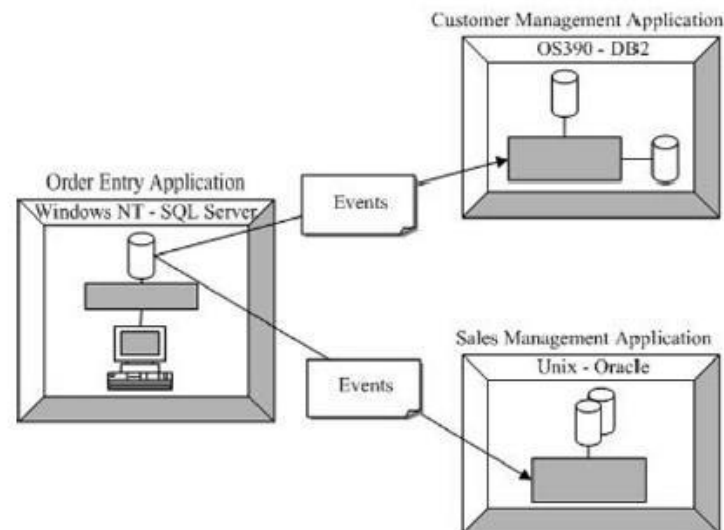 Customer Management Application
OS390 - DB2
Events
Order Entry Application
Windows NT - SQL Server
Sales Management Application
Unix - Oracle
Events